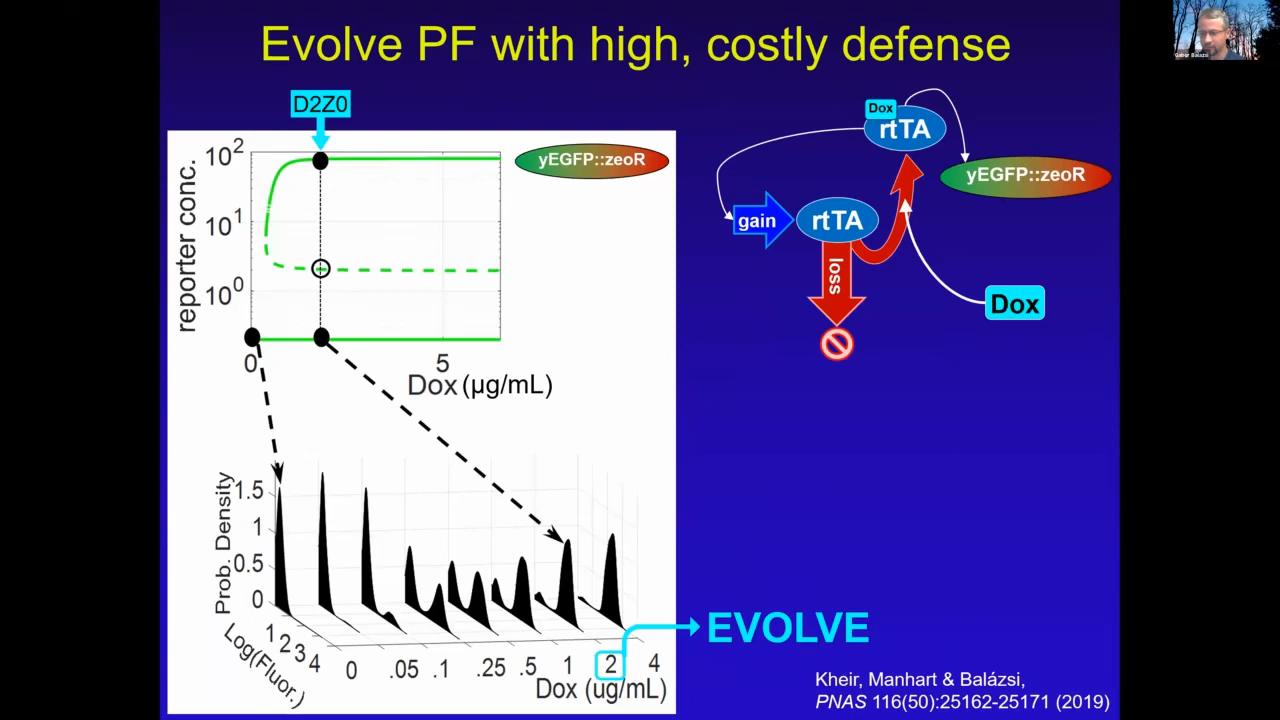 Evolve PF with high, costly defense
Gabor Balazsi
D2Z0
yEGFP::zeoR
10²
10¹
10⁰
reporter conc.
0
5
Dox (µg/mL)
Dox
rtTA
yEGFP::zeoR
gain
rtTA
loss
Dox
Prob. Density
1.5
1
0.5
0
1
2
3
4
Log(Fluor.)
0 .05 .1 .25 .5 1 2 4
Dox (ug/mL)
EVOLVE
Kheir, Manhart & Balázsi,
PNAS 116(50):25162-25171 (2019)